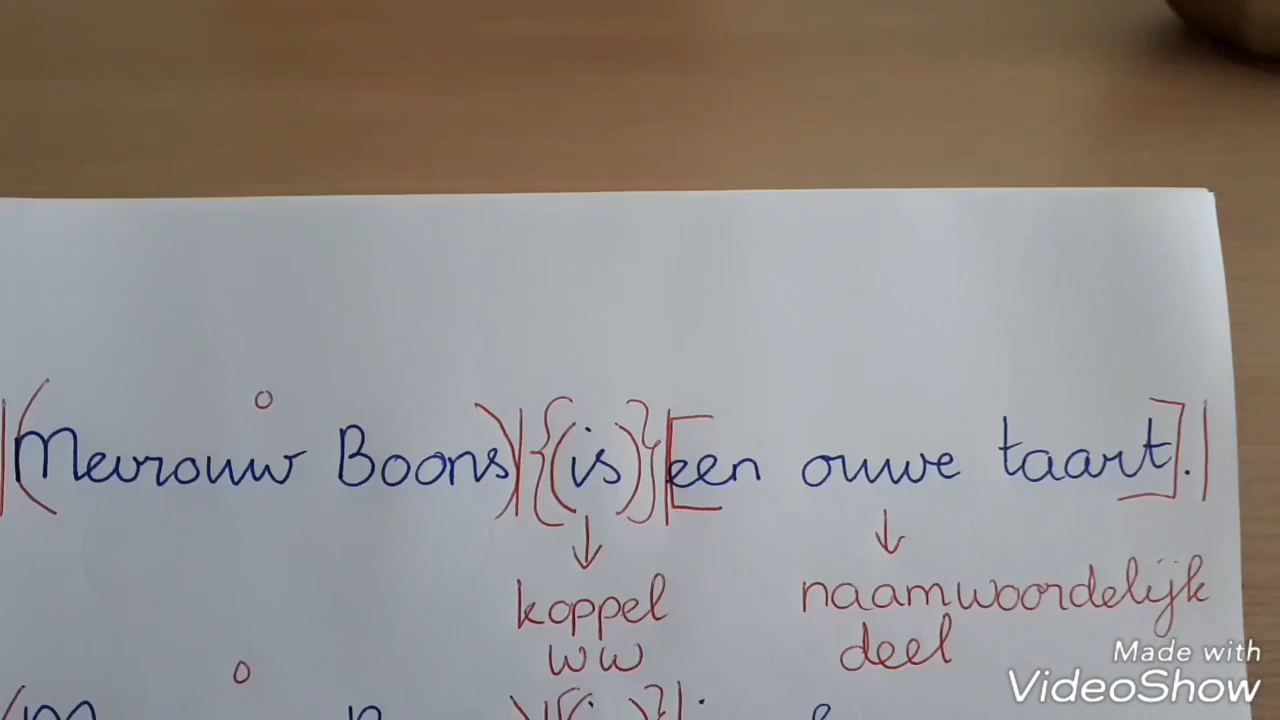 o
|(Mevrouw Boons)|{(is)}|[een ouwe taart].|
↓ ↓
koppel naamwoordelijk
ww deel
o
Made with
VideoShow